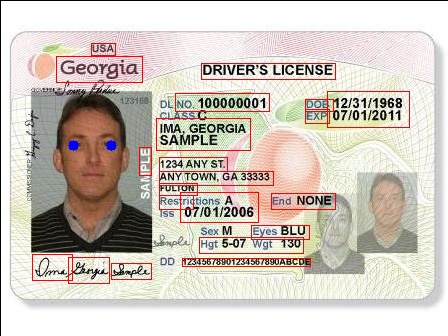 USA
Georgia
GOVERNOR Sonny Perdue
DRIVER'S LICENSE
123166
DL NO. 100000001
DOB 12/31/1968
CLASS C
EXP 07/01/2011
IMA, GEORGIA
SAMPLE
SAMPLE
1234 ANY ST.
ANY TOWN, GA 33333
FULTON
Restrictions A
End NONE
Iss 07/01/2006
Sex M Eyes BLU
Sample
Hgt 5-07 Wgt 130
DD 12345678901234567890ABCDE
Ima Georgia Sample